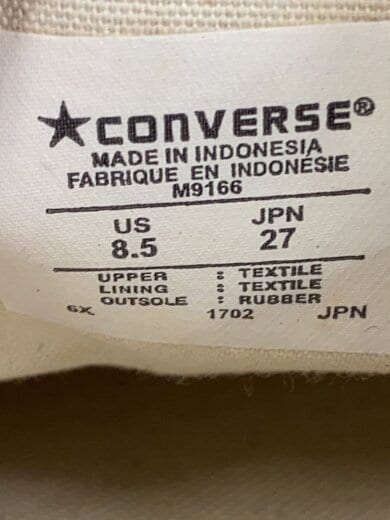 ★CONVERSE®
MADE IN INDONESIA
FABRIQUE EN INDONÉSIE
M9166
US JPN
8.5 27
UPPER : TEXTILE
LINING : TEXTILE
OUTSOLE : RUBBER
6X 1702 JPN